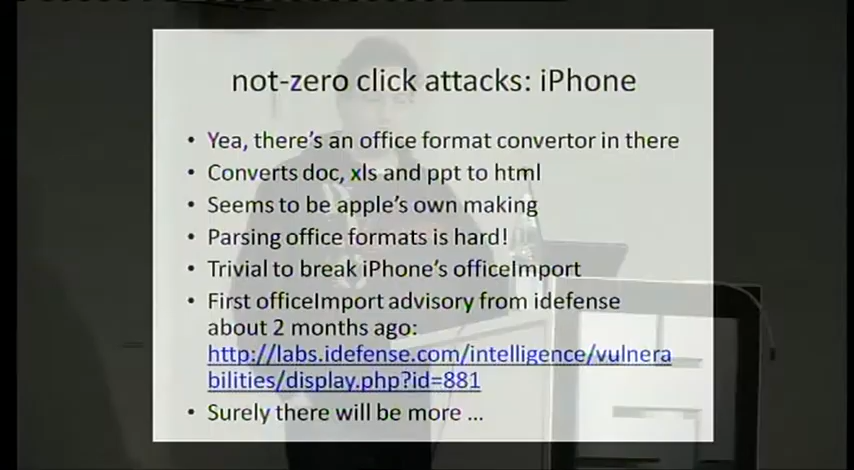 not-zero click attacks: iPhone
• Yea, there's an office format convertor in there
• Converts doc, xls and ppt to html
• Seems to be apple's own making
• Parsing office formats is hard!
• Trivial to break iPhone's officeImport
• First officeImport advisory from idefense
about 2 months ago:
http://labs.idefense.com/intelligence/vulnera
bilities/display.php?id=881
• Surely there will be more ...